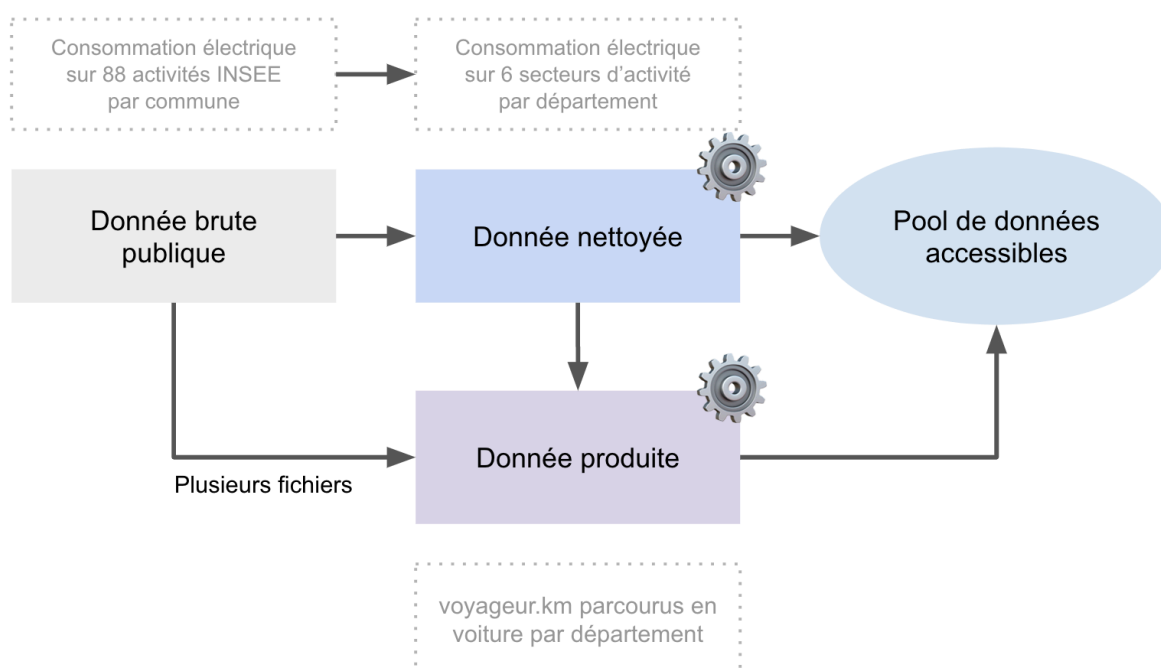 Consommation électrique
sur 88 activités INSEE
par commune
Consommation électrique
sur 6 secteurs d’activité
par département
Donnée brute
publique
Donnée nettoyée
Pool de données
accessibles
Donnée produite
Plusieurs fichiers
voyageur.km parcourus en
voiture par département